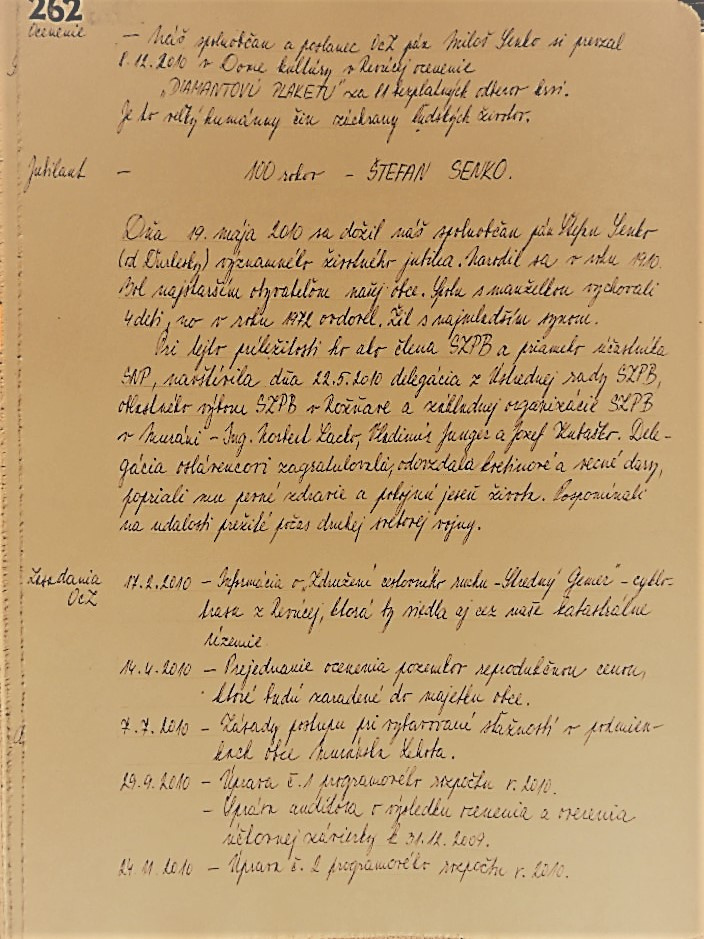 262
Ocenenie
— Náš spoluobčan a poslanec OcZ pán Miloš Senko si prevzal
8.12.2010 v Dome kultúry v Revúcej ocenenie
„DIAMANTOVÚ PLAKETU" za 81 bezplatných odberov krvi.
Je to veľký humánny čin záchrany ľudských životov.
Jubilant — 100 rokov – ŠTEFAN SENKO.
Dňa 19. mája 2010 sa dožil náš spoluobčan pán Štefan Senko
(od Ďurlesky) významného životného jubilea. Narodil sa v roku 1910.
Bol najstarším obyvateľom našej obce. Spolu s manželkou vychovali
4 deti, no v roku 1972 ovdovel. Žil s najmladším synom.
Pri tejto príležitosti ho ako člena SZPB a priameho účastníka
SNP, navštívila dňa 22.5.2010 delegácia z Ústrednej rady SZPB,
oblastného výboru SZPB v Rožňave a základnej organizácie SZPB
v Muráni – Ing. Norbert Lacko, Vladimír Junger a Jozef Hutaško. Dele-
gácia oslávencovi zagratulovala, odovzdala kvetinové a vecné dary,
popriali mu pevné zdravie a pokojnú jeseň života. Pospomínali
na udalosti prežité počas druhej svetovej vojny.
Zasadania
OcZ
17.2.2010 – Informácia o „Združení cestovného ruchu – Stredný Gemer" – cyklo-
trasa z Revúcej, ktorá by viedla aj cez naše katastrálne
územie.
14.4.2010 – Prejednanie ocenenia pozemkov reprodukčnou cenou,
ktoré budú zaradené do majetku obce.
7.7.2010 – Zásady postupu pri vybavovaní sťažností v podmien-
kach obce Muránska Lehota.
29.9.2010 – Úprava č.1 programového rozpočtu r. 2010.
– Správa audítora o výsledku ocenenia a overenia
účtovnej závierky k 31.12.2009.
24.11.2010 – Úprava č. 2 programového rozpočtu r. 2010.